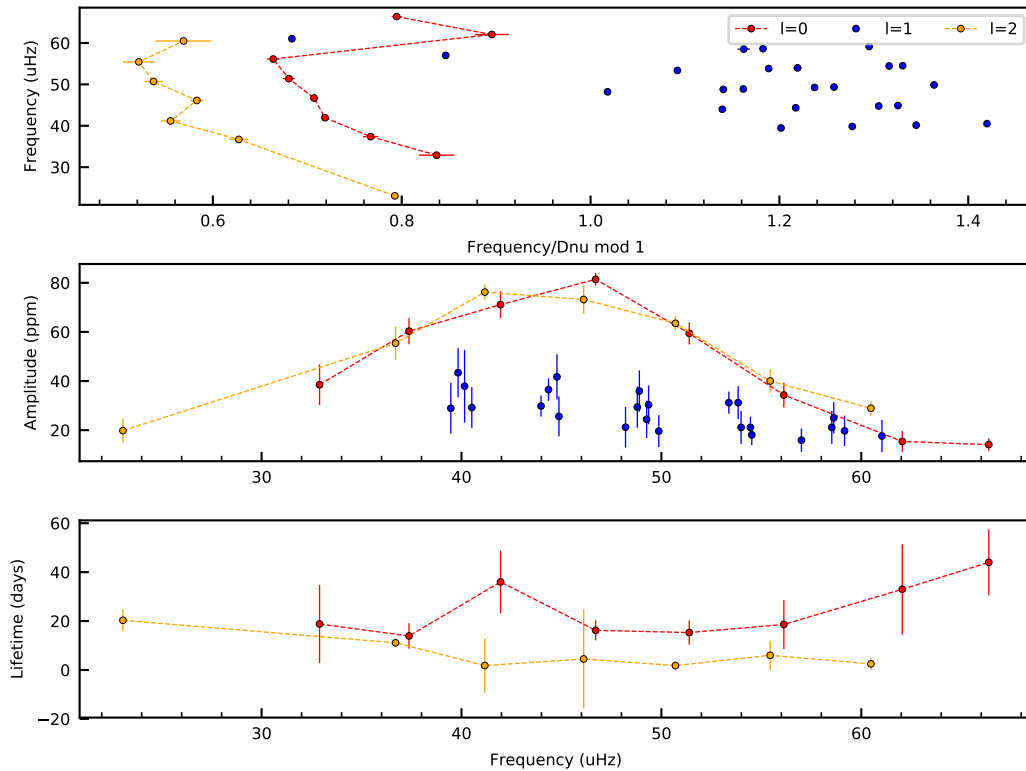 l=0 l=1 l=2
60
50
40
30
Frequency (uHz)
0.6 0.8 1.0 1.2 1.4
Frequency/Dnu mod 1
80
60
40
20
Amplitude (ppm)
30 40 50 60
60
40
20
0
−20
Lifetime (days)
30 40 50 60
Frequency (uHz)